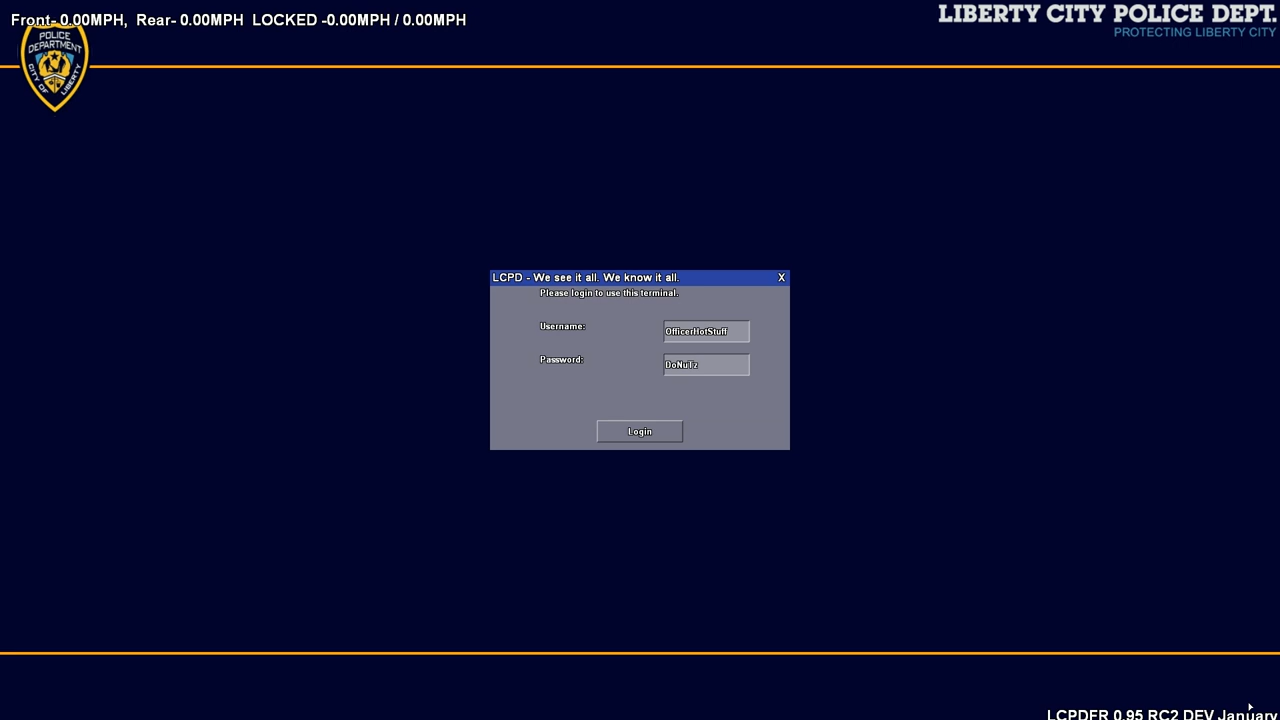 Front- 0.00MPH, Rear- 0.00MPH LOCKED -0.00MPH / 0.00MPH
LIBERTY CITY POLICE DEPT.
PROTECTING LIBERTY CITY
POLICE
DEPARTMENT
CITY OF LIBERTY
LCPD - We see it all. We know it all. X
Please login to use this terminal.
Username: OfficerHotStuff
Password: DoNuTz
Login
LCPDFR 0.95 RC2 DEV January